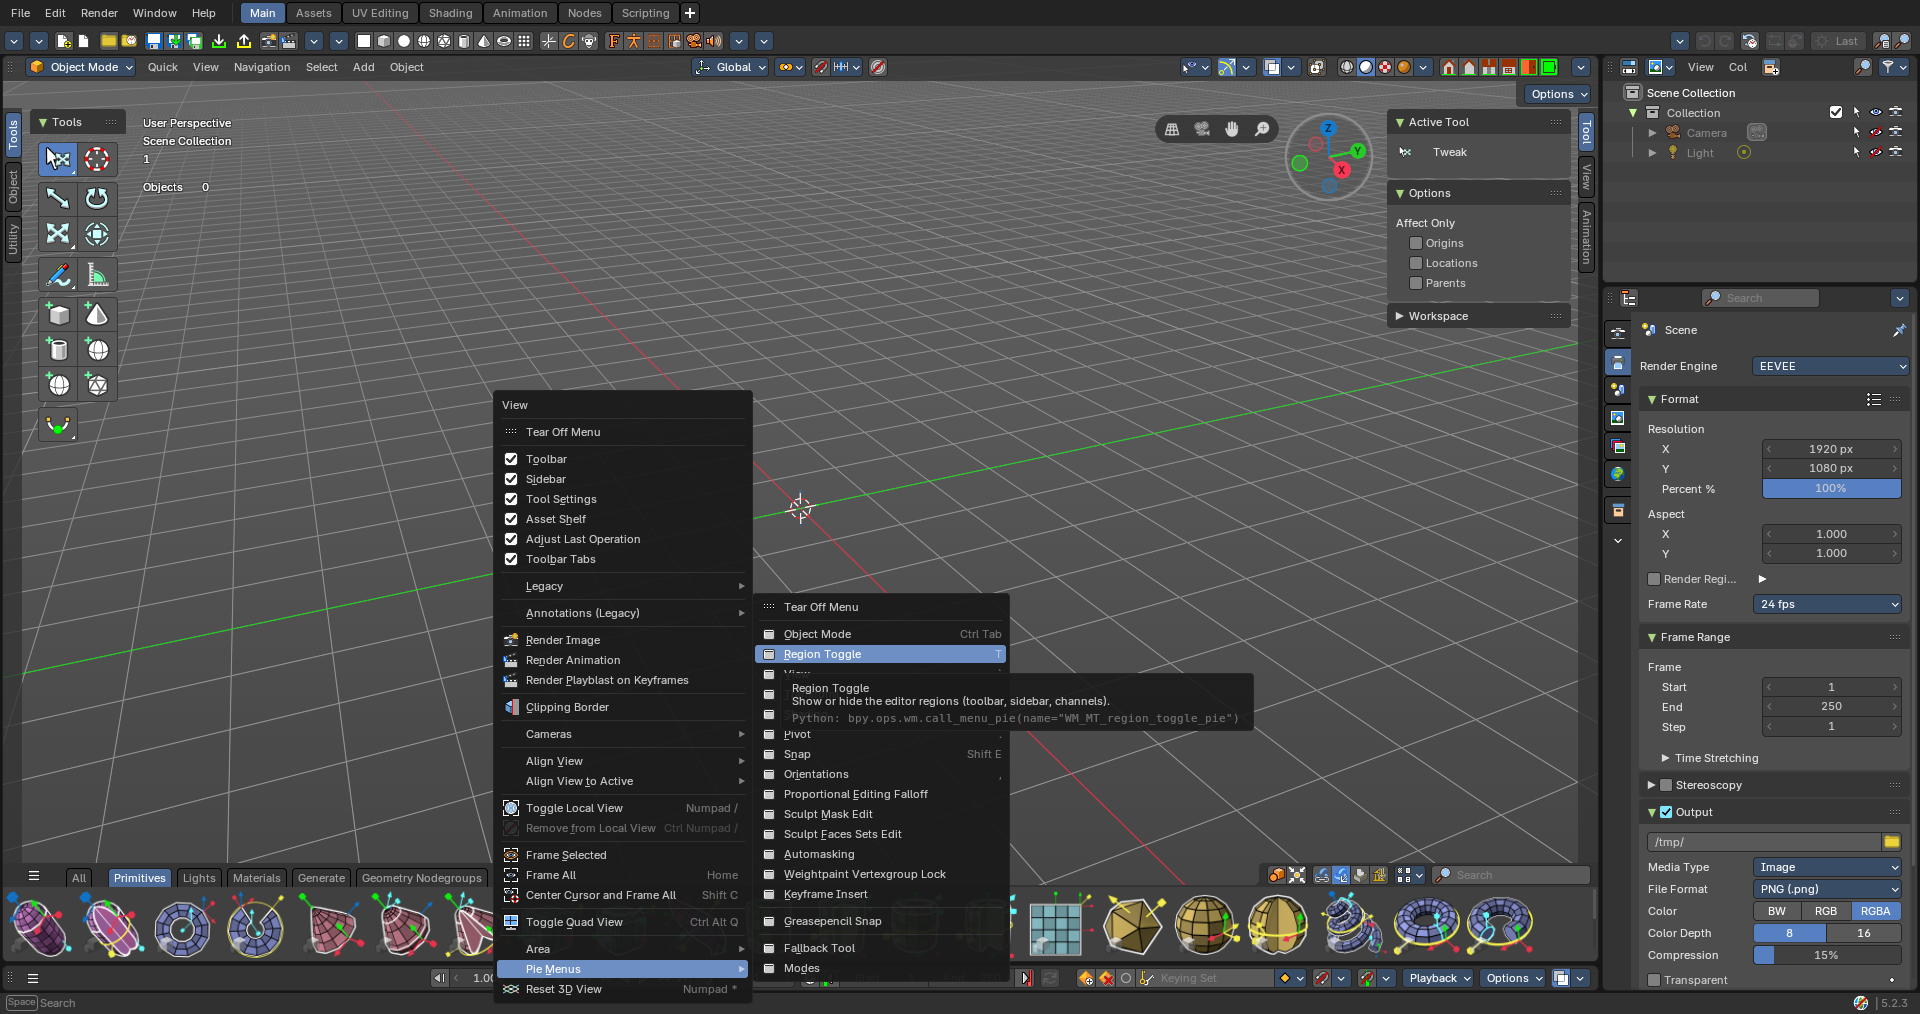 File Edit Render Window Help Main Assets UV Editing Shading Animation Nodes Scripting
Last
Object Mode Quick View Navigation Select Add Object Global View Col
Options
Tools
Object
Utility
Tools
User Perspective
Scene Collection
1
Objects 0
Active Tool
Tweak
Options
Affect Only
Origins
Locations
Parents
Workspace
Tool
View
Animation
Z
Y
X
Scene Collection
Collection
Camera
Light
Search
Scene
Render Engine EEVEE
Format
Resolution
X 1920 px
Y 1080 px
Percent % 100%
Aspect
X 1.000
Y 1.000
Render Regi...
Frame Rate 24 fps
Frame Range
Frame
Start 1
End 250
Step 1
Time Stretching
Stereoscopy
Output
/tmp/
Media Type Image
File Format PNG (.png)
Color BW RGB RGBA
Color Depth 8 16
Compression 15%
Transparent
View
Tear Off Menu
Toolbar
Sidebar
Tool Settings
Asset Shelf
Adjust Last Operation
Toolbar Tabs
Legacy
Annotations (Legacy)
Render Image
Render Animation
Render Playblast on Keyframes
Clipping Border
Cameras
Align View
Align View to Active
Toggle Local View Numpad /
Remove from Local View Ctrl Numpad /
Frame Selected
Frame All Home
Center Cursor and Frame All Shift C
Toggle Quad View Ctrl Alt Q
Area
Pie Menus
Reset 3D View Numpad *
Tear Off Menu
Object Mode Ctrl Tab
Region Toggle T
Region Toggle
Show or hide the editor regions (toolbar, sidebar, channels).
Python: bpy.ops.wm.call_menu_pie(name="WM_MT_region_toggle_pie")
Pivot .
Snap Shift E
Orientations ,
Proportional Editing Falloff
Sculpt Mask Edit
Sculpt Faces Sets Edit
Automasking
Weightpaint Vertexgroup Lock
Keyframe Insert
Greasepencil Snap
Fallback Tool
Modes
All Primitives Lights Materials Generate Geometry Nodegroups Search
Keying Set Playback Options
Space Search 5.2.3